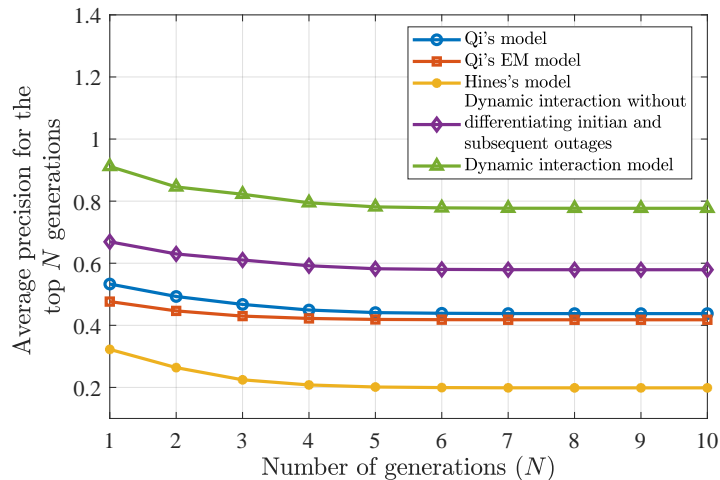 1.4
1.2
1
0.8
0.6
0.4
0.2
Average precision for the
top N generations
Qi's model
Qi's EM model
Hines's model
Dynamic interaction without
differentiating initian and
subsequent outages
Dynamic interaction model
1 2 3 4 5 6 7 8 9 10
Number of generations (N)